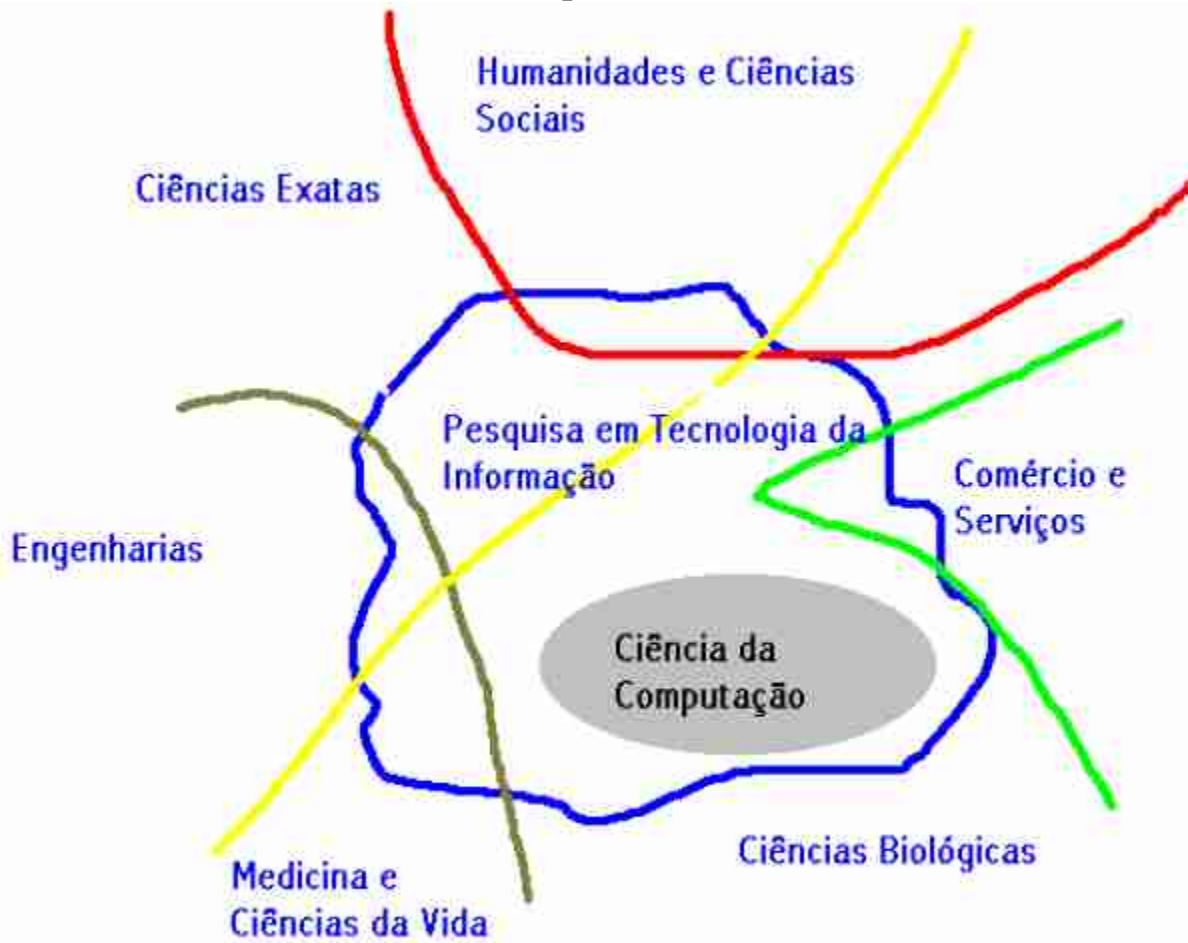 Humanidades e Ciências
Sociais
Ciências Exatas
Pesquisa em Tecnologia da
Informação
Comércio e
Serviços
Engenharias
Ciência da
Computação
Ciências Biológicas
Medicina e
Ciências da Vida